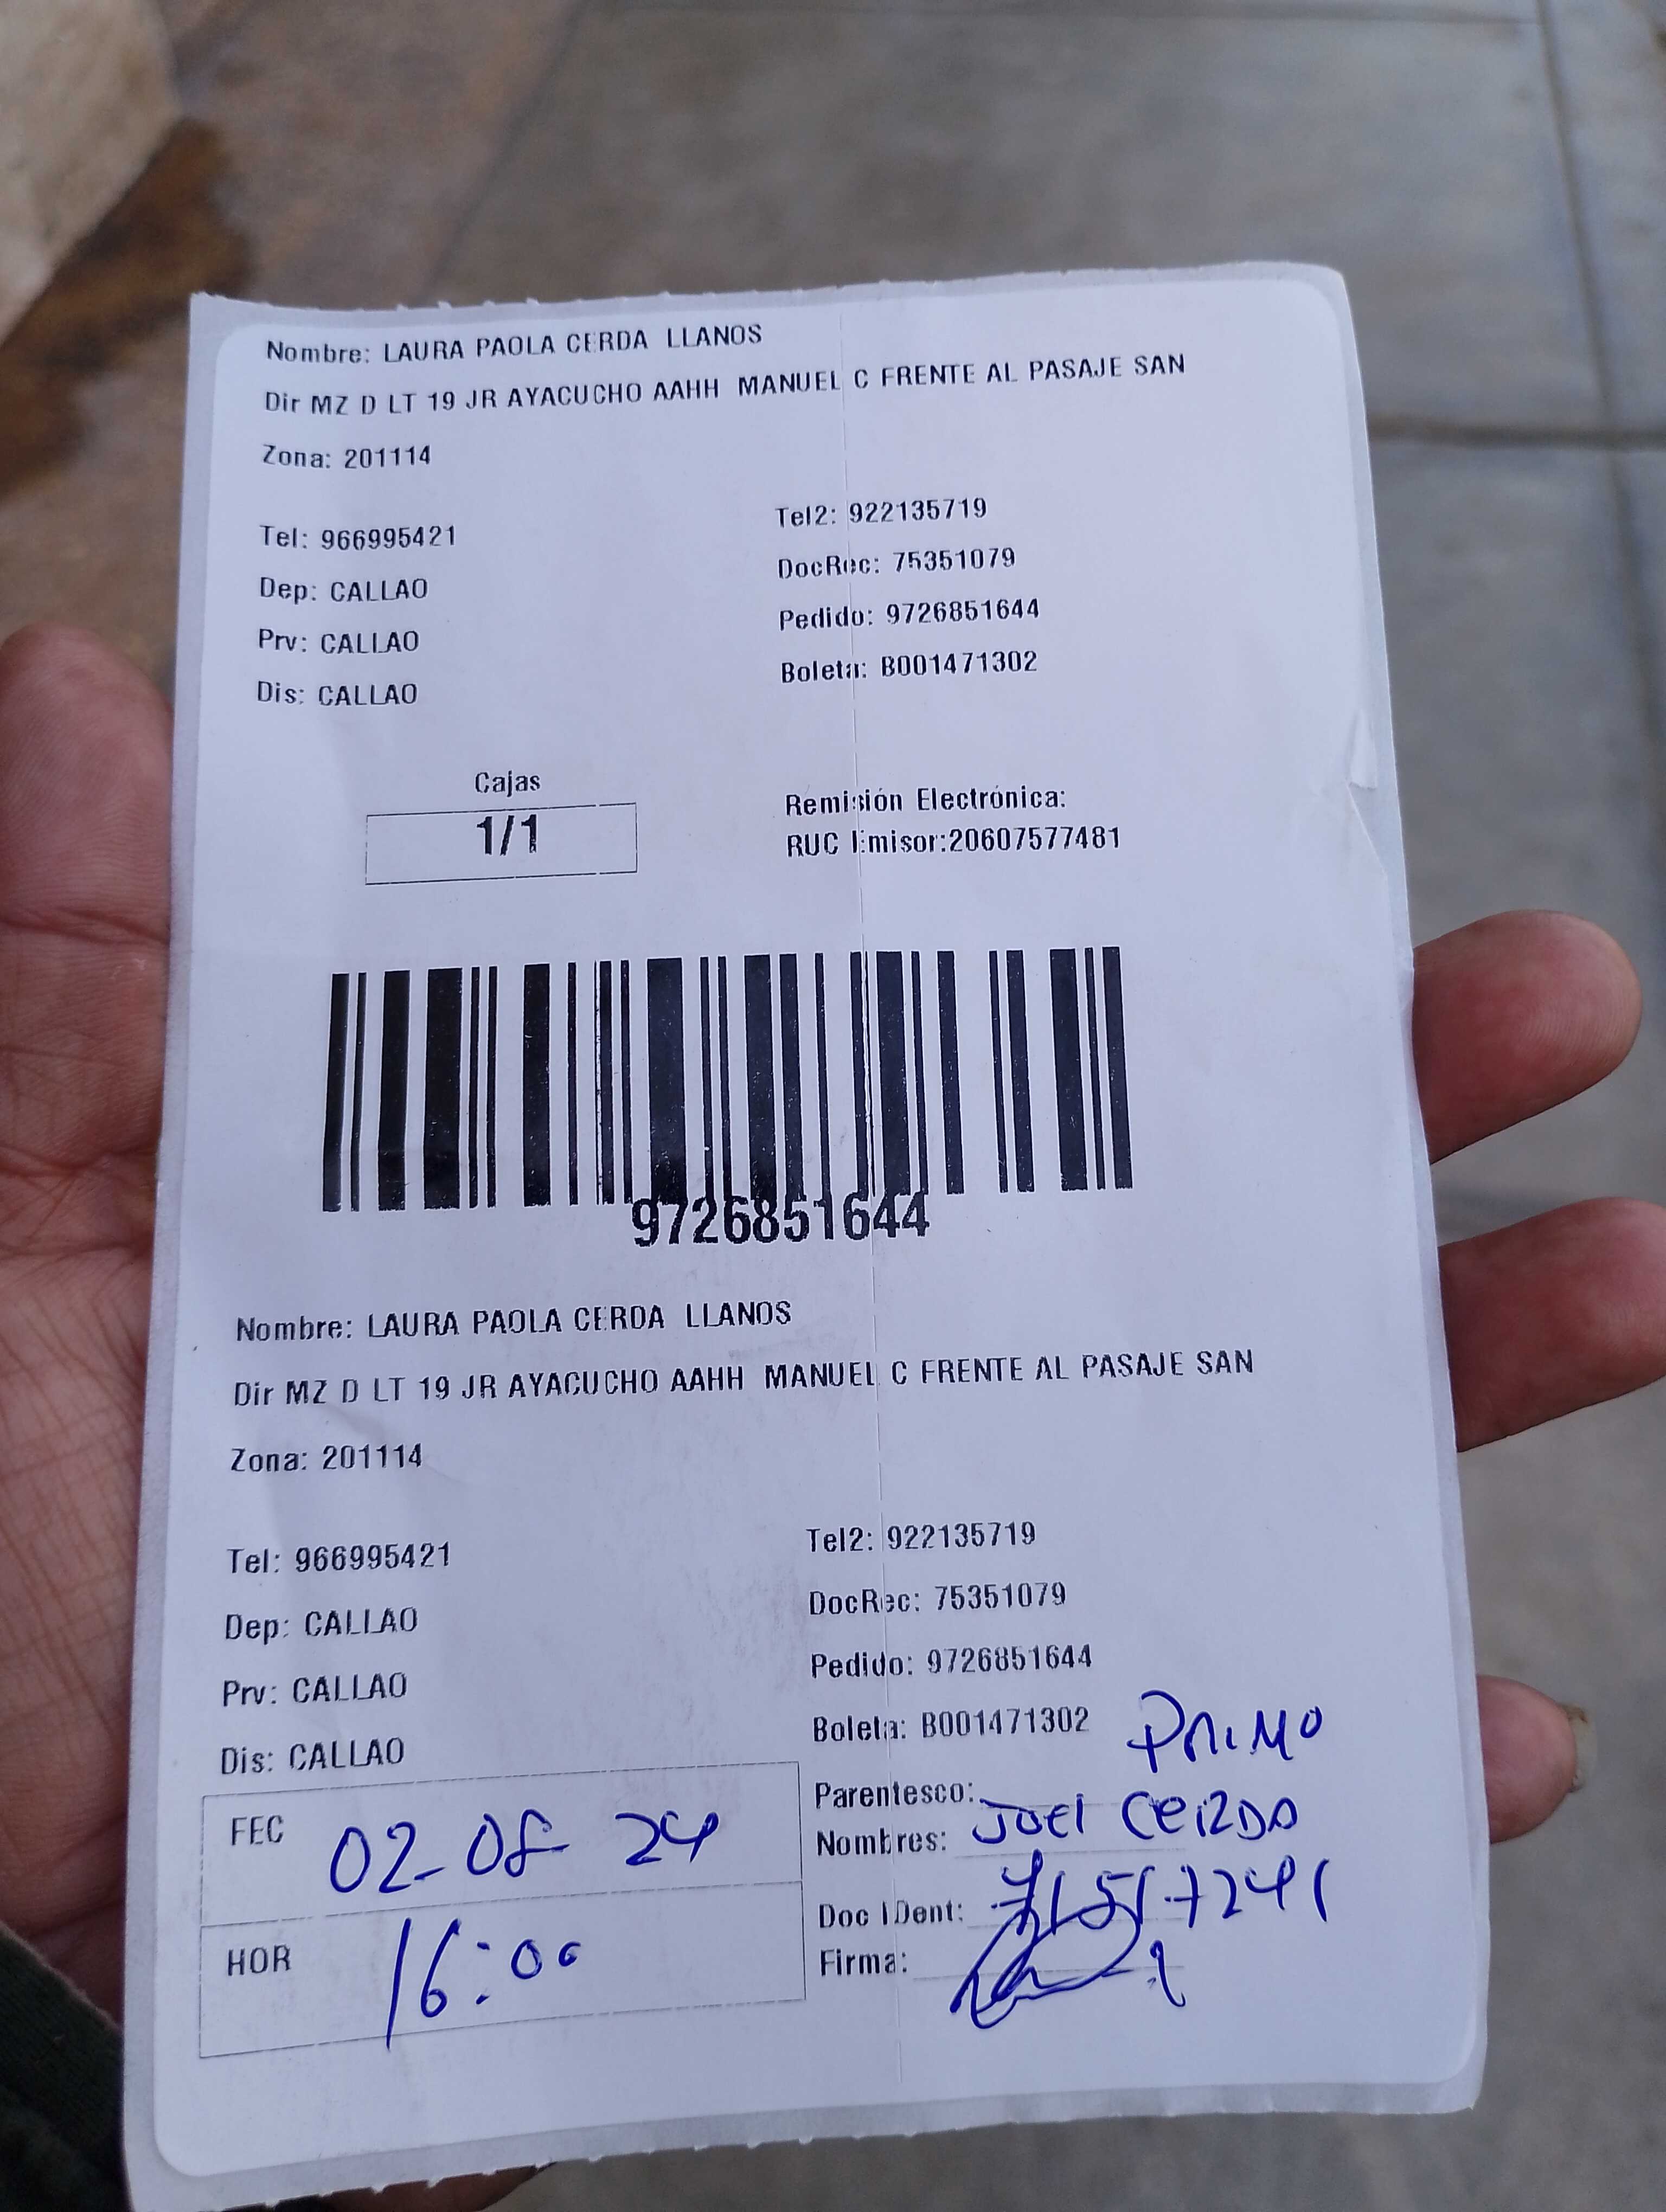 Nombre: LAURA PAOLA CERDA LLANOS
Dir MZ D LT 19 JR AYACUCHO AAHH MANUEL C FRENTE AL PASAJE SAN
Zona: 201114
Tel: 966995421
Dep: CALLAO
Prv: CALLAO
Dis: CALLAO
Tel2: 922135719
DocRec: 75351079
Pedido: 9726851644
Boleta: B001471302
Cajas
1/1
Remisión Electrónica:
RUC Emisor:20607577481
9726851644
Nombre: LAURA PAOLA CERDA LLANOS
Dir MZ D LT 19 JR AYACUCHO AAHH MANUEL C FRENTE AL PASAJE SAN
Zona: 201114
Tel: 966995421
Dep: CALLAO
Prv: CALLAO
Dis: CALLAO
Tel2: 922135719
DocRec: 75351079
Pedido: 9726851644
Boleta: B001471302
PRIMO
Parentesco:
Nombres: Joel CERDA
Doc IDent:
Firma:
FEC 02-08-24
HOR 16:00